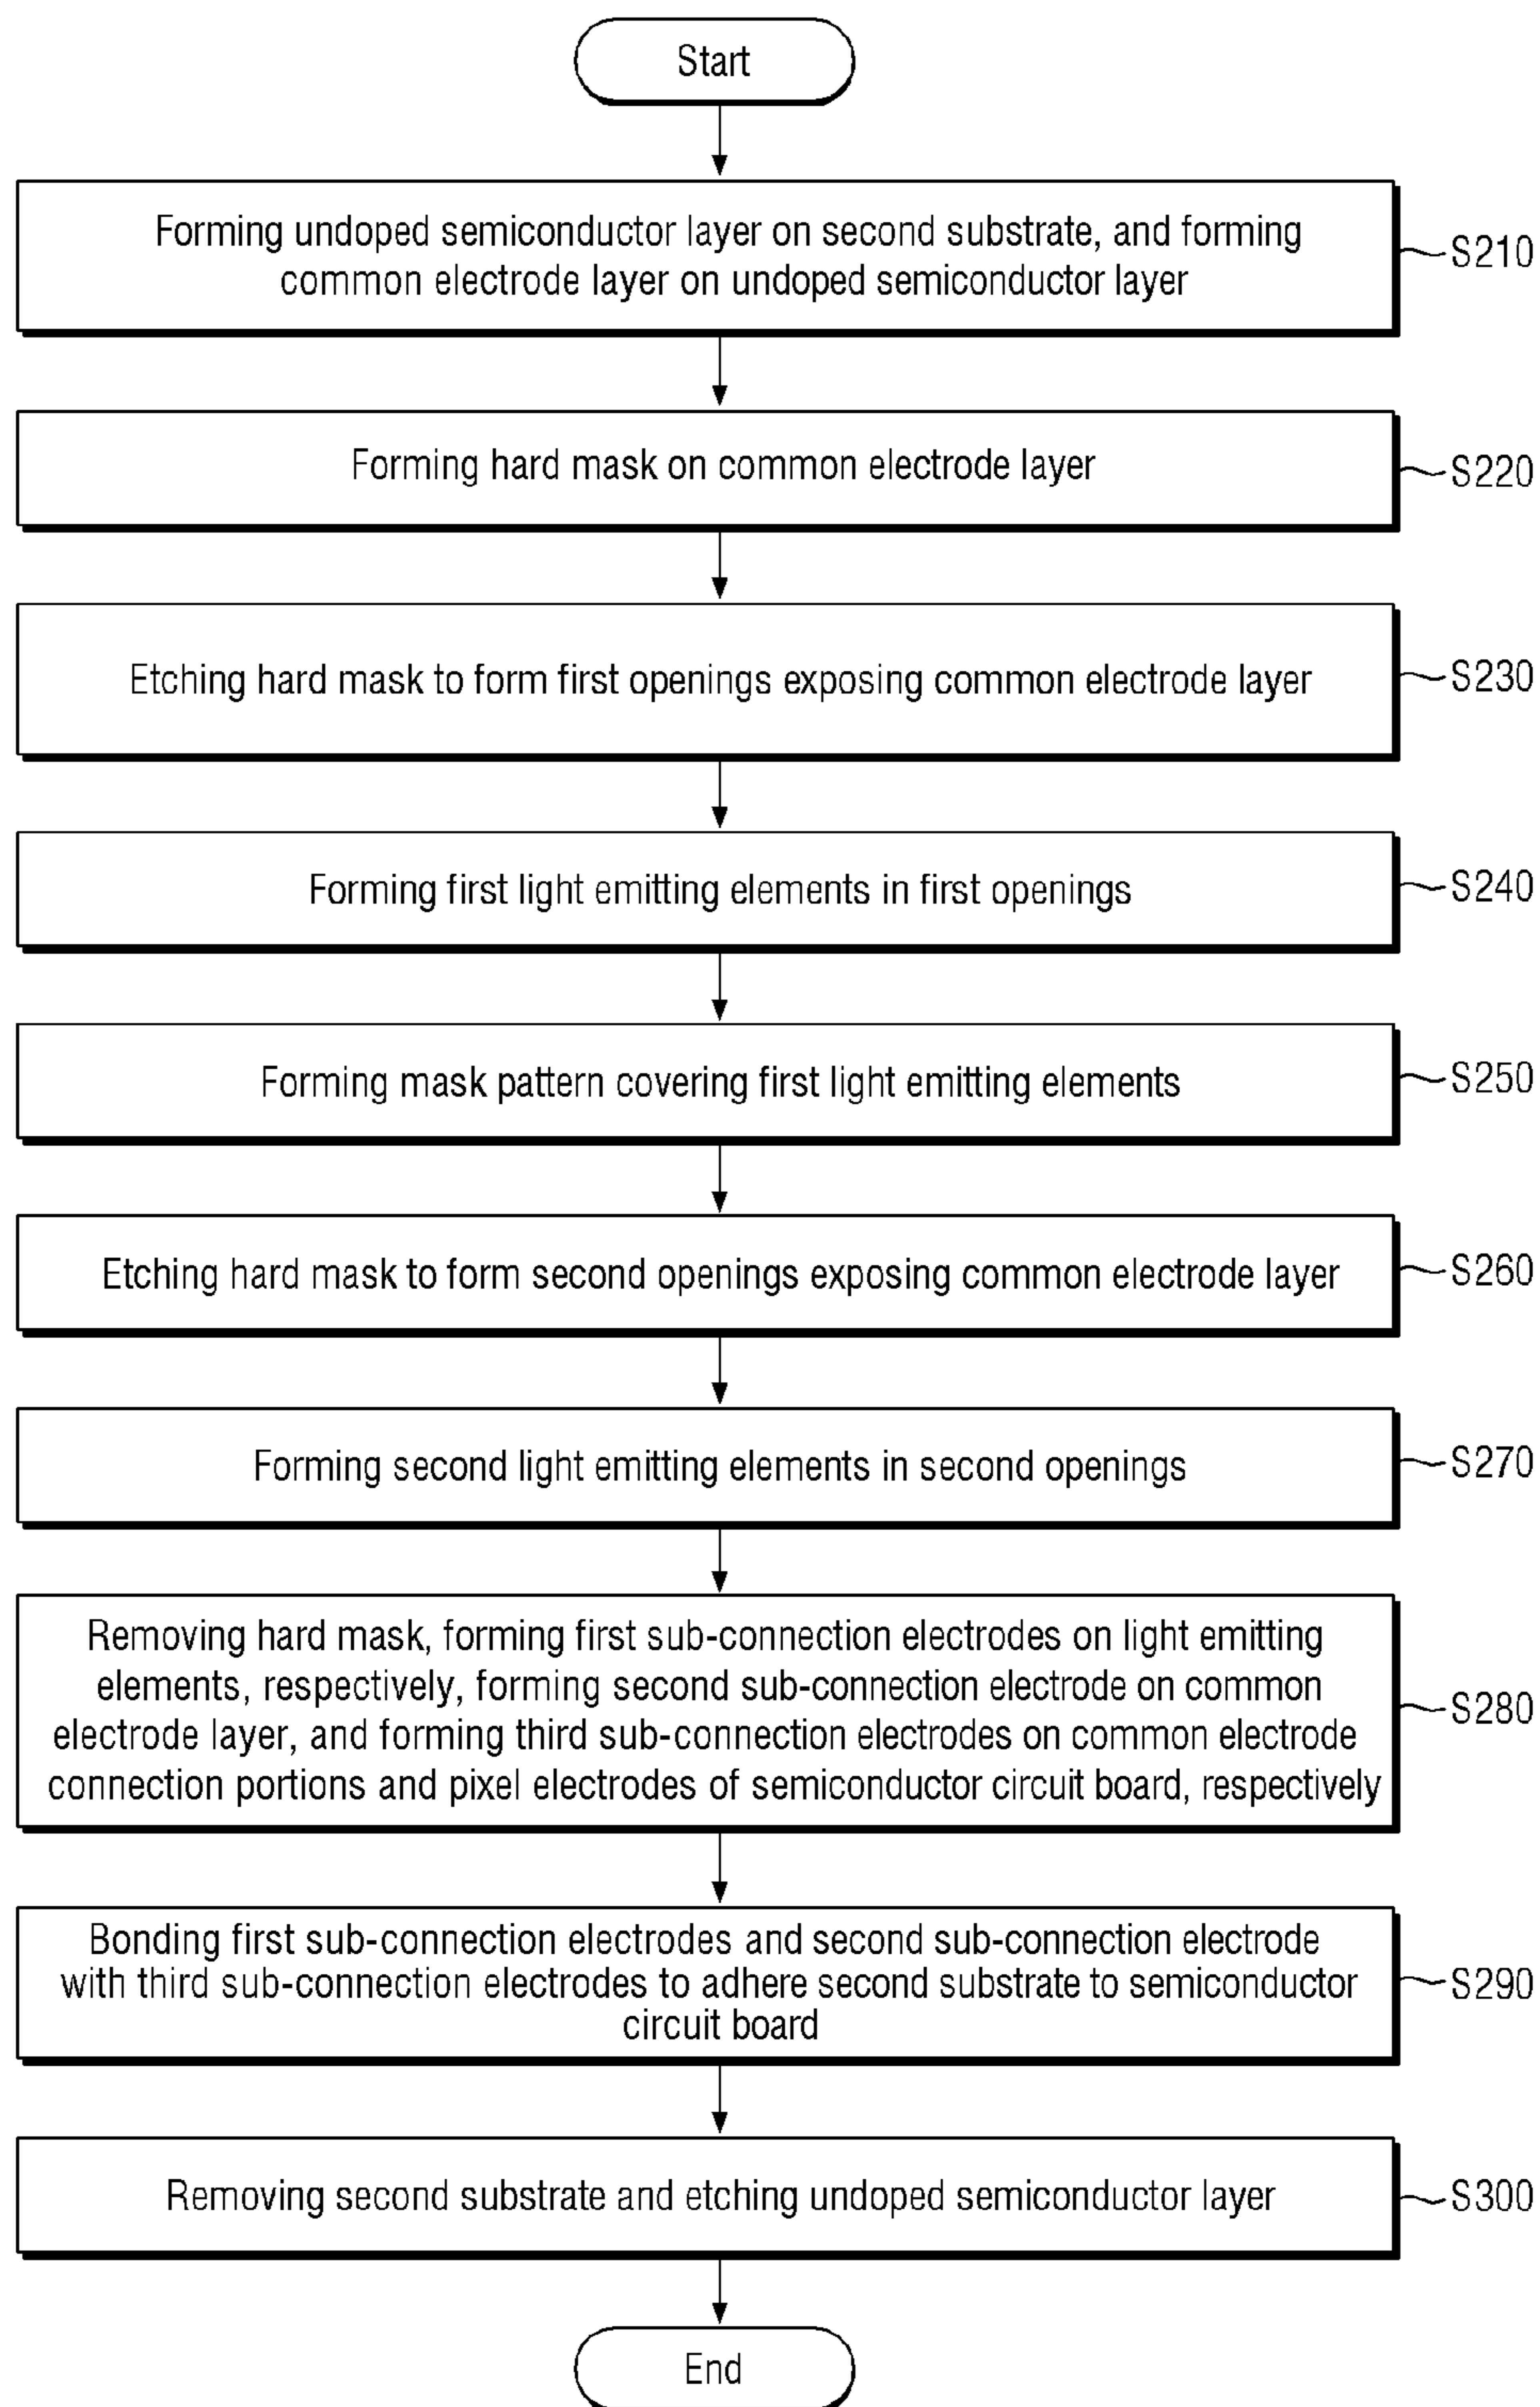 Start
Forming undoped semiconductor layer on second substrate, and forming
common electrode layer on undoped semiconductor layer
S210
Forming hard mask on common electrode layer
S220
Etching hard mask to form first openings exposing common electrode layer
S230
Forming first light emitting elements in first openings
S240
Forming mask pattern covering first light emitting elements
S250
Etching hard mask to form second openings exposing common electrode layer
S260
Forming second light emitting elements in second openings
S270
Removing hard mask, forming first sub-connection electrodes on light emitting
elements, respectively, forming second sub-connection electrode on common
electrode layer, and forming third sub-connection electrodes on common electrode
connection portions and pixel electrodes of semiconductor circuit board, respectively
S280
Bonding first sub-connection electrodes and second sub-connection electrode
with third sub-connection electrodes to adhere second substrate to semiconductor
circuit board
S290
Removing second substrate and etching undoped semiconductor layer
S300
End